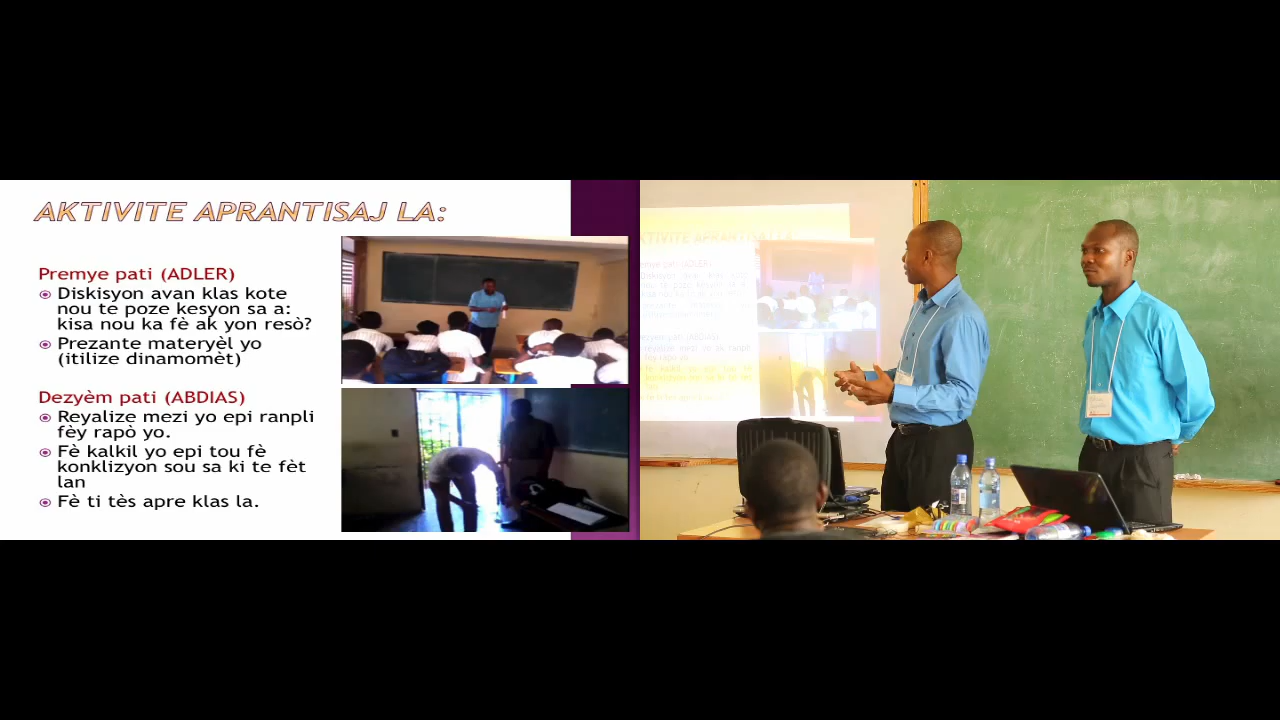 AKTIVITE APRANTISAJ LA:
Premye pati (ADLER)
Diskisyon avan klas kote
nou te poze kesyon sa a:
kisa nou ka fè ak yon resò?
Prezante materyèl yo
(itilize dinamomèt)
Dezyèm pati (ABDIAS)
Reyalize mezi yo epi ranpli
fèy rapò yo.
Fè kalkil yo epi tou fè
konklizyon sou sa ki te fèt
lan
Fè ti tès apre klas la.